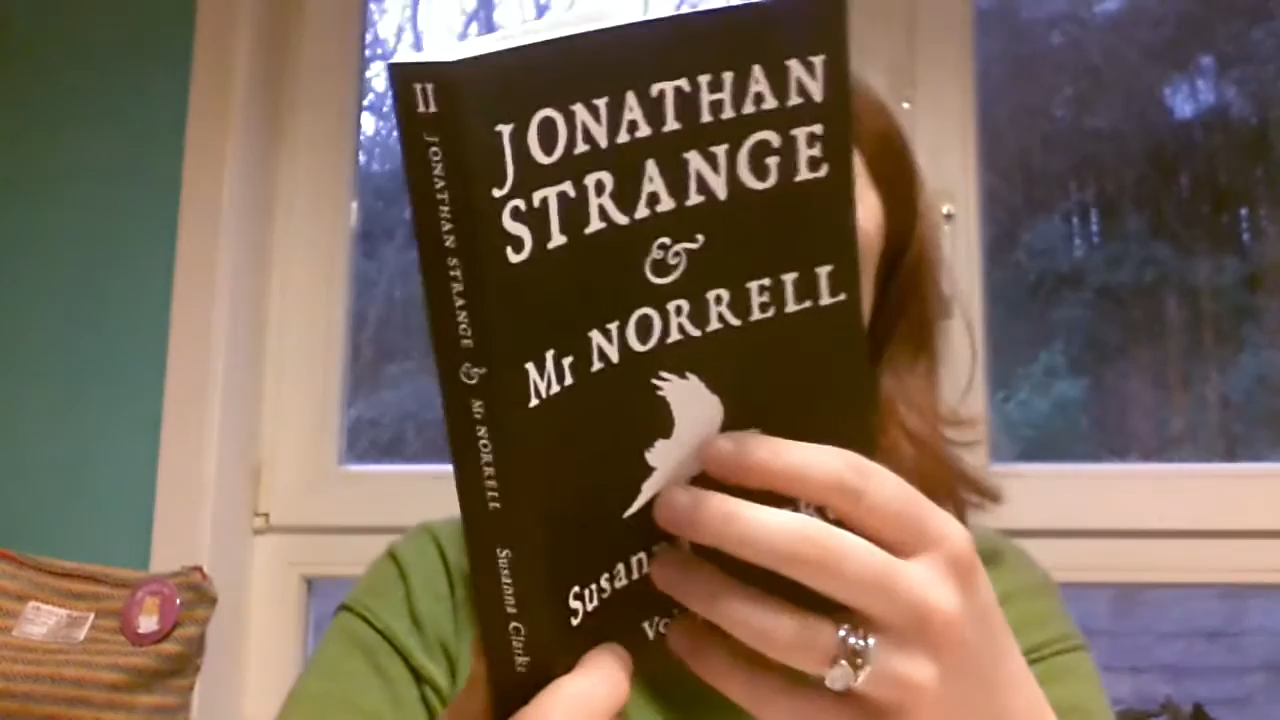 II JONATHAN STRANGE & Mr NORRELL Susanna Clarke
JONATHAN
STRANGE
&
Mr NORRELL